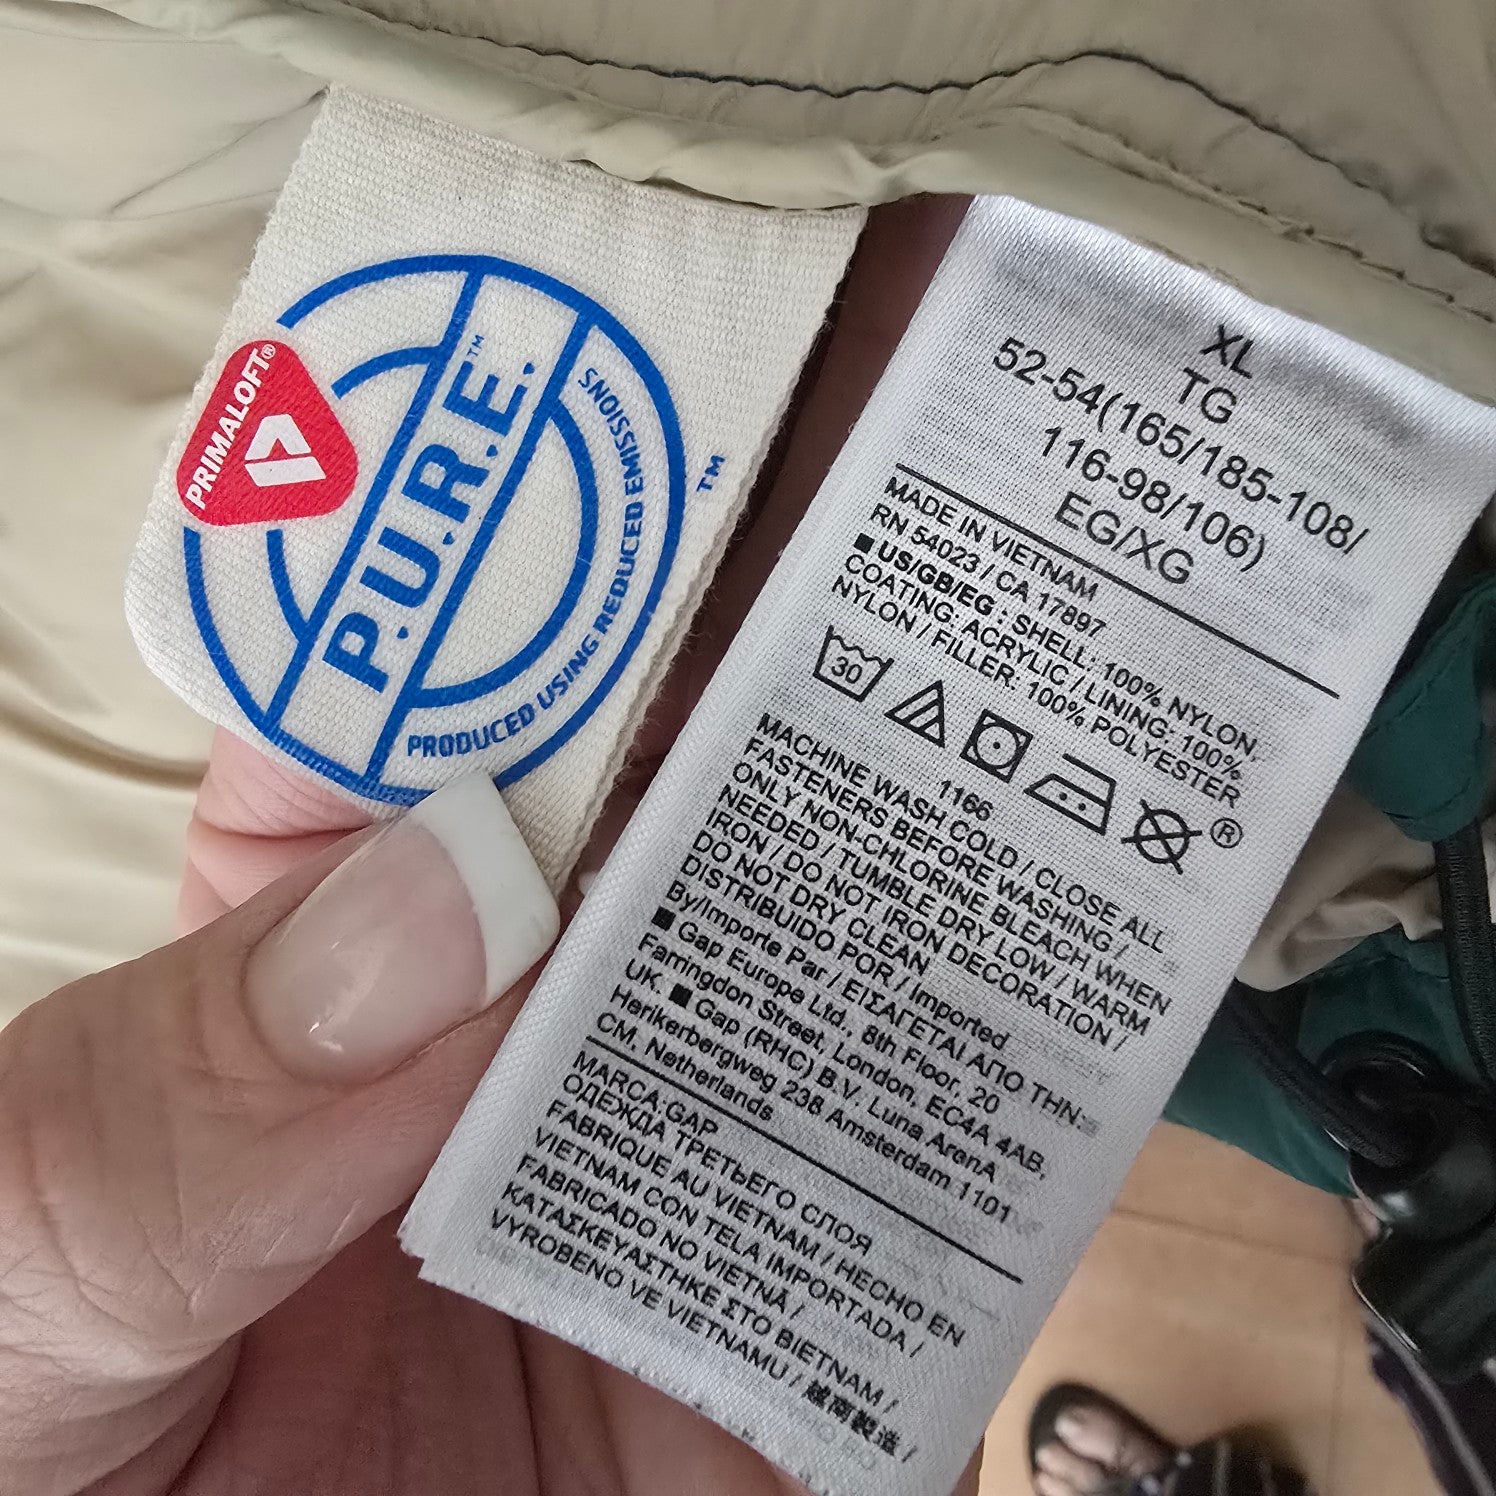 PRIMALOFT®
P.U.R.E.™
PRODUCED USING REDUCED EMISSIONS
™
XL
TG
52-54(165/185-108/
116-98/106)
EG/XG
MADE IN VIETNAM
RN 54023 / CA 17897
■ US/GB/EG : SHELL: 100% NYLON,
COATING: ACRYLIC / LINING: 100%
NYLON / FILLER: 100% POLYESTER
30
®
1166
MACHINE WASH COLD / CLOSE ALL
FASTENERS BEFORE WASHING /
ONLY NON-CHLORINE BLEACH WHEN
NEEDED / TUMBLE DRY LOW / WARM
IRON / DO NOT IRON DECORATION /
DO NOT DRY CLEAN
DISTRIBUIDO POR / Imported
By/Importe Par / ΕΙΣΑΓΕΤΑΙ ΑΠΟ ΤΗΝ:
■ Gap Europe Ltd., 8th Floor, 20
Farringdon Street, London, EC4A 4AB,
UK, ■ Gap (RHC) B.V. Luna ArenA
Herikerbergweg 238 Amsterdam 1101
CM, Netherlands
MARCA:GAP
ОДЕЖДА ТРЕТЬЕГО СЛОЯ
FABRIQUE AU VIETNAM / HECHO EN
VIETNAM CON TELA IMPORTADA /
FABRICADO NO VIETNÃ /
ΚΑΤΑΣΚΕΥΑΣΤΗΚΕ ΣΤΟ ΒΙΕΤΝΑΜ /
VYROBENO VE VIETNAMU / 越南製造 /